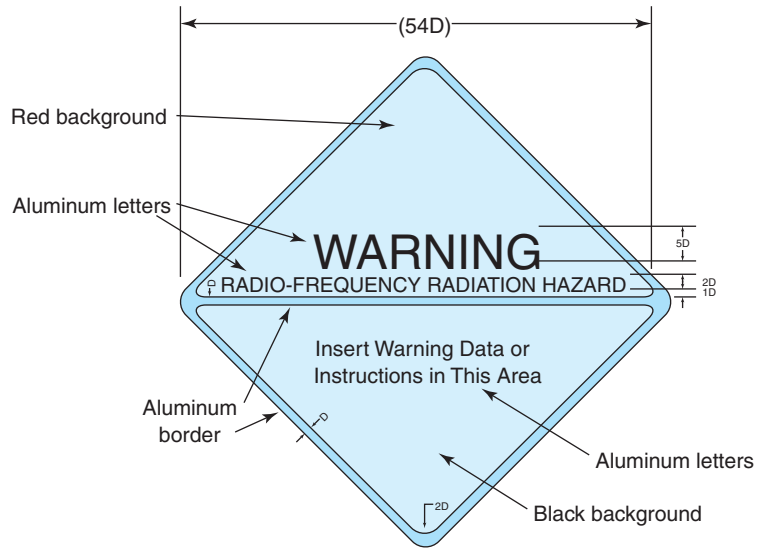 (54D)
Red background
Aluminum letters
WARNING
5D
D
RADIO-FREQUENCY RADIATION HAZARD
2D
1D
Insert Warning Data or
Instructions in This Area
Aluminum
border
D
Aluminum letters
2D
Black background